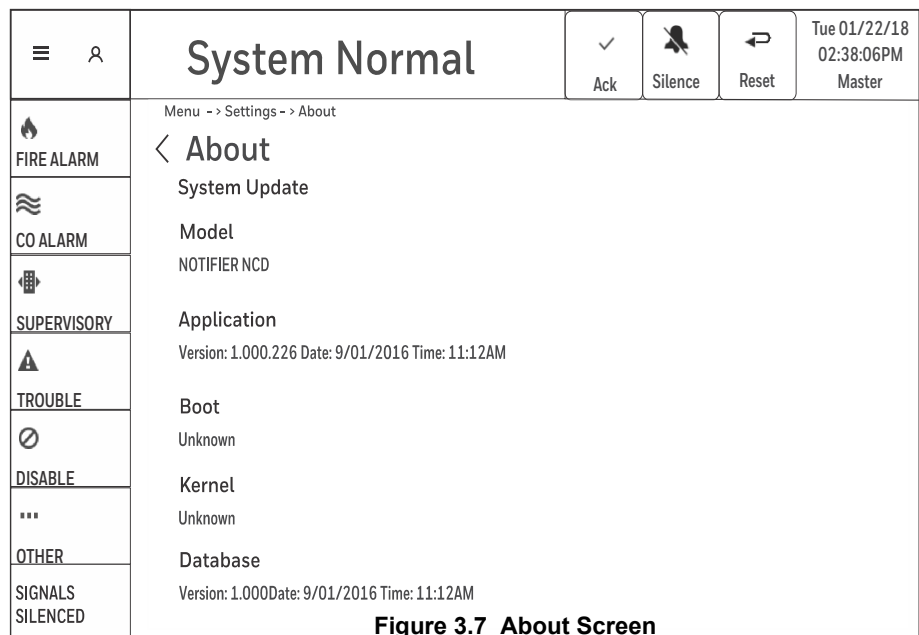 System Normal
Ack
Silence
Reset
Tue 01/22/18
02:38:06PM
Master
FIRE ALARM
CO ALARM
SUPERVISORY
TROUBLE
DISABLE
OTHER
SIGNALS
SILENCED
Menu -> Settings -> About
About
System Update
Model
NOTIFIER NCD
Application
Version: 1.000.226 Date: 9/01/2016 Time: 11:12AM
Boot
Unknown
Kernel
Unknown
Database
Version: 1.000Date: 9/01/2016 Time: 11:12AM
Figure 3.7 About Screen